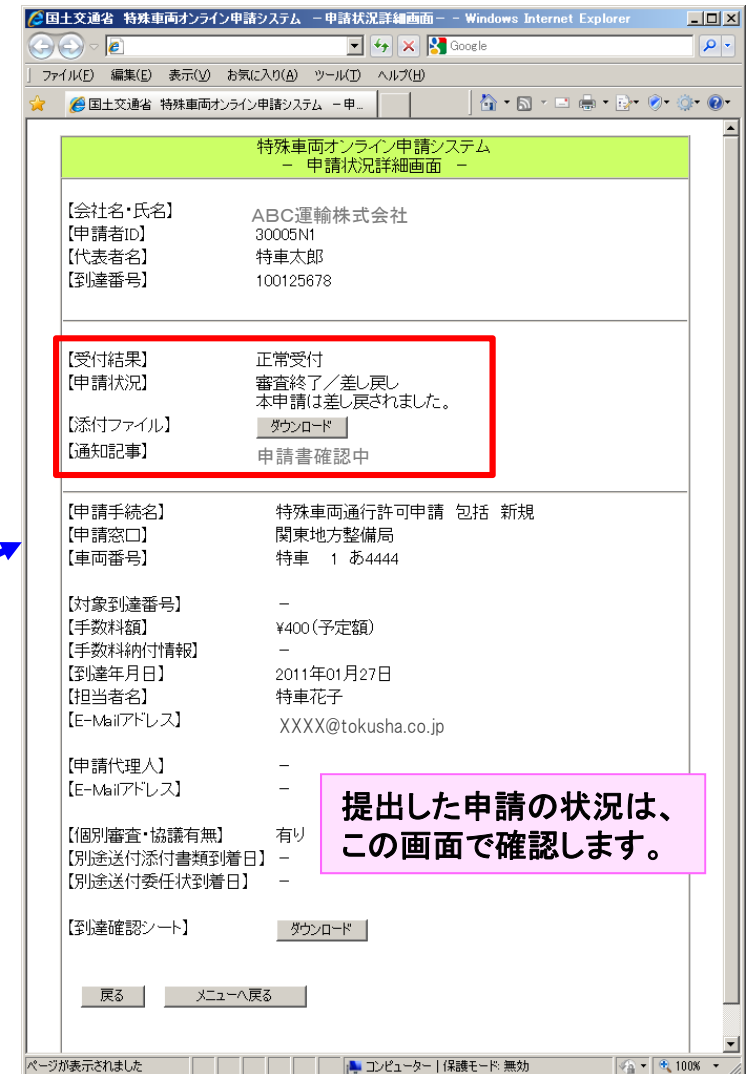 国土交通省 特殊車両オンライン申請システム －申請状況詳細画面－ - Windows Internet Explorer
Google
ファイル(F) 編集(E) 表示(V) お気に入り(A) ツール(T) ヘルプ(H)
国土交通省 特殊車両オンライン申請システム －申...
特殊車両オンライン申請システム
－ 申請状況詳細画面 －
【会社名・氏名】 ABC運輸株式会社
【申請者ID】 30005N1
【代表者名】 特車太郎
【到達番号】 100125678
【受付結果】 正常受付
【申請状況】 審査終了／差し戻し
本申請は差し戻されました。
【添付ファイル】 ダウンロード
【通知記事】 申請書確認中
【申請手続名】 特殊車両通行許可申請 包括 新規
【申請窓口】 関東地方整備局
【車両番号】 特車 1 あ4444
【対象到達番号】 －
【手数料額】 ¥400(予定額)
【手数料納付情報】 －
【到達年月日】 2011年01月27日
【担当者名】 特車花子
【E-Mailアドレス】 XXXX@tokusha.co.jp
【申請代理人】 －
【E-Mailアドレス】 －
提出した申請の状況は、
この画面で確認します。
【個別審査・協議有無】 有り
【別途送付添付書類到着日】 －
【別途送付委任状到着日】 －
【到達確認シート】 ダウンロード
戻る メニューへ戻る
ページが表示されました コンピューター | 保護モード: 無効 100%